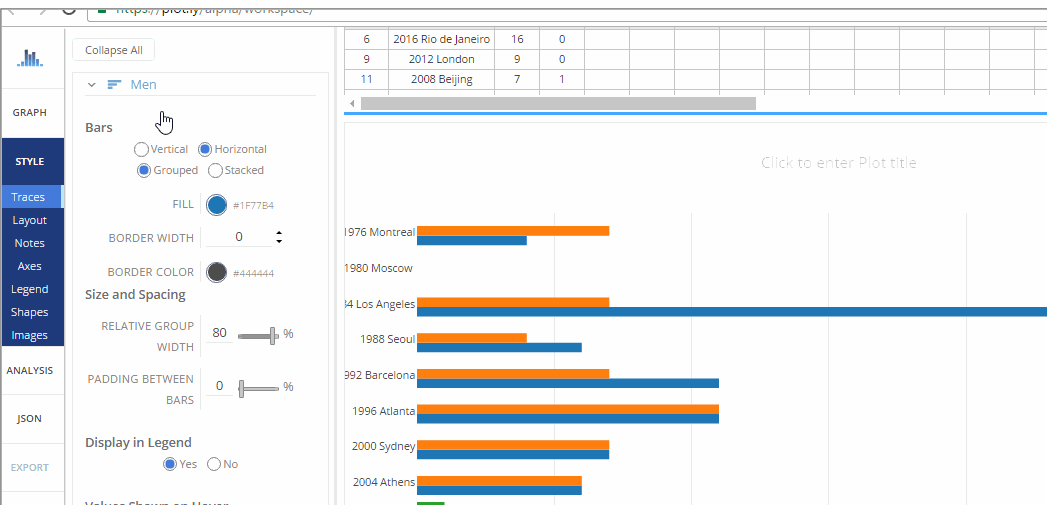 https://plot.ly/alpha/workspace/
Collapse All
Men
GRAPH
STYLE
Traces
Layout
Notes
Axes
Legend
Shapes
Images
ANALYSIS
JSON
EXPORT
Bars
Vertical Horizontal
Grouped Stacked
FILL #1F77B4
BORDER WIDTH 0
BORDER COLOR #444444
Size and Spacing
RELATIVE GROUP
WIDTH 80 %
PADDING BETWEEN
BARS 0 %
Display in Legend
Yes No
Values Shown on Hover
6 2016 Rio de Janeiro 16 0
9 2012 London 9 0
11 2008 Beijing 7 1
Click to enter Plot title
1976 Montreal
1980 Moscow
84 Los Angeles
1988 Seoul
992 Barcelona
1996 Atlanta
2000 Sydney
2004 Athens